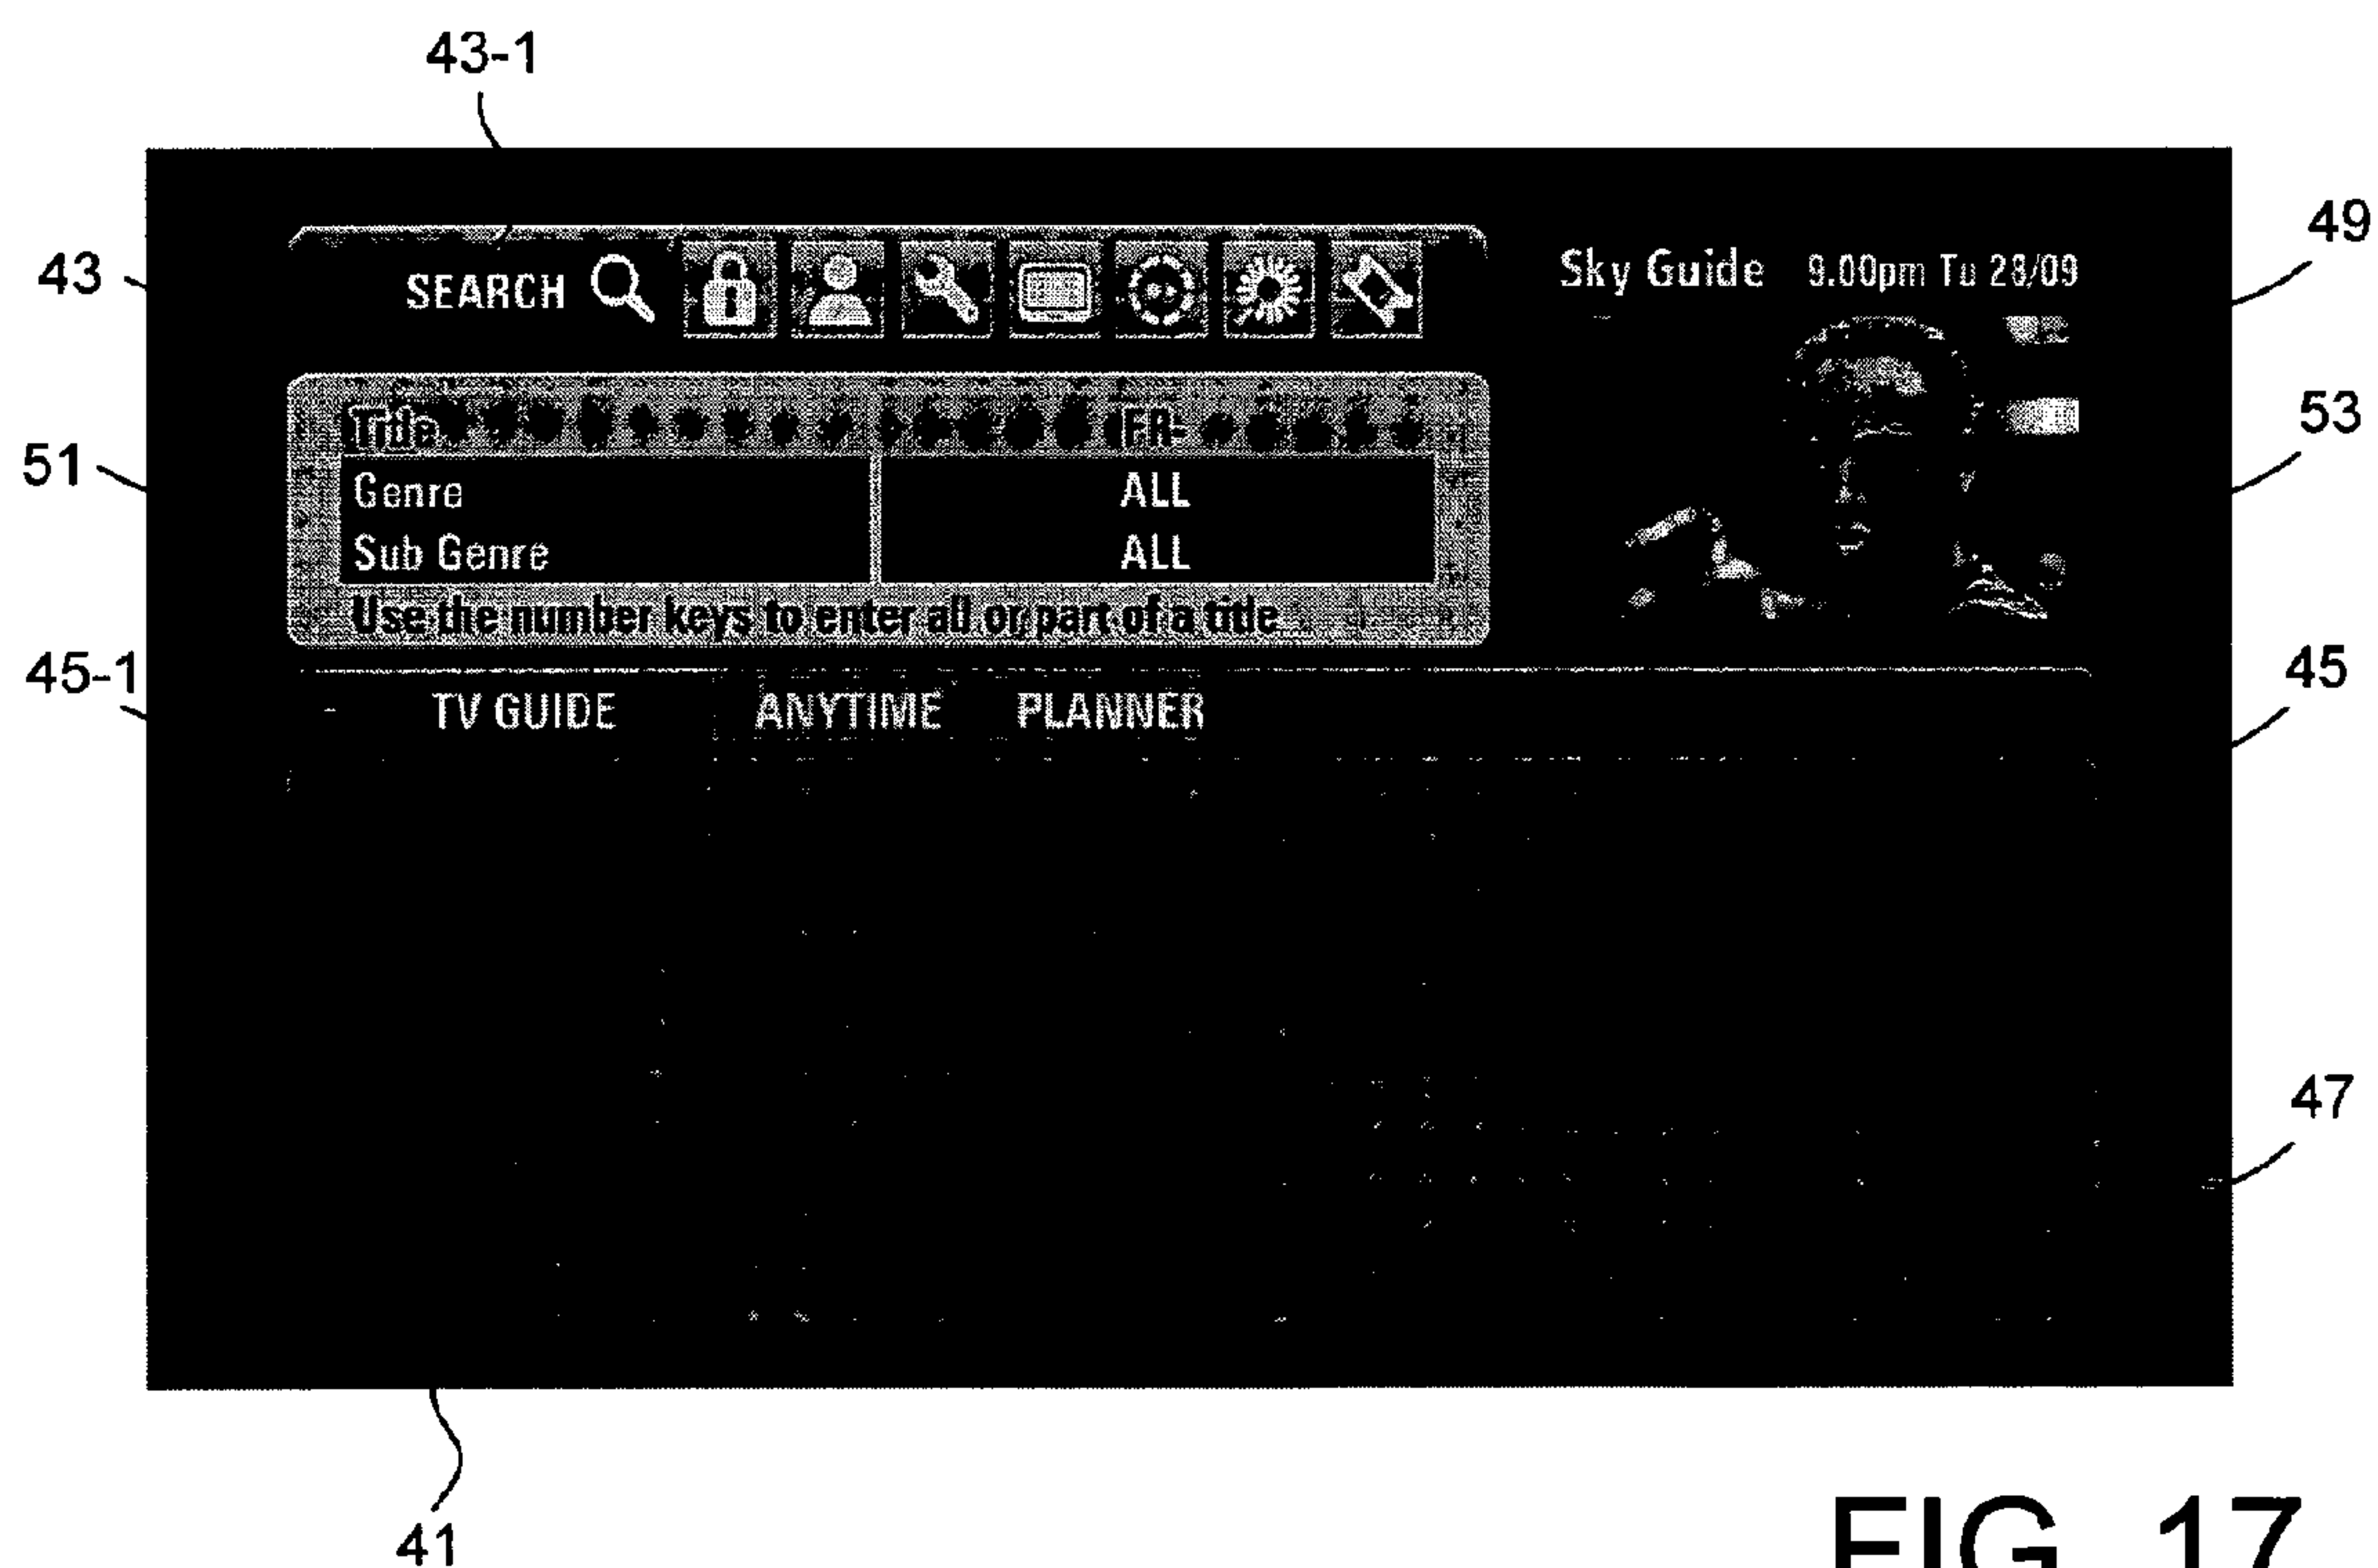 43-1
49
43
SEARCH
Sky Guide 9.00pm Tu 28/09
53
Title FR-
51
Genre ALL
Sub Genre ALL
Use the number keys to enter all or part of a title
45-1
45
TV GUIDE ANYTIME PLANNER
47
41
FIG. 17